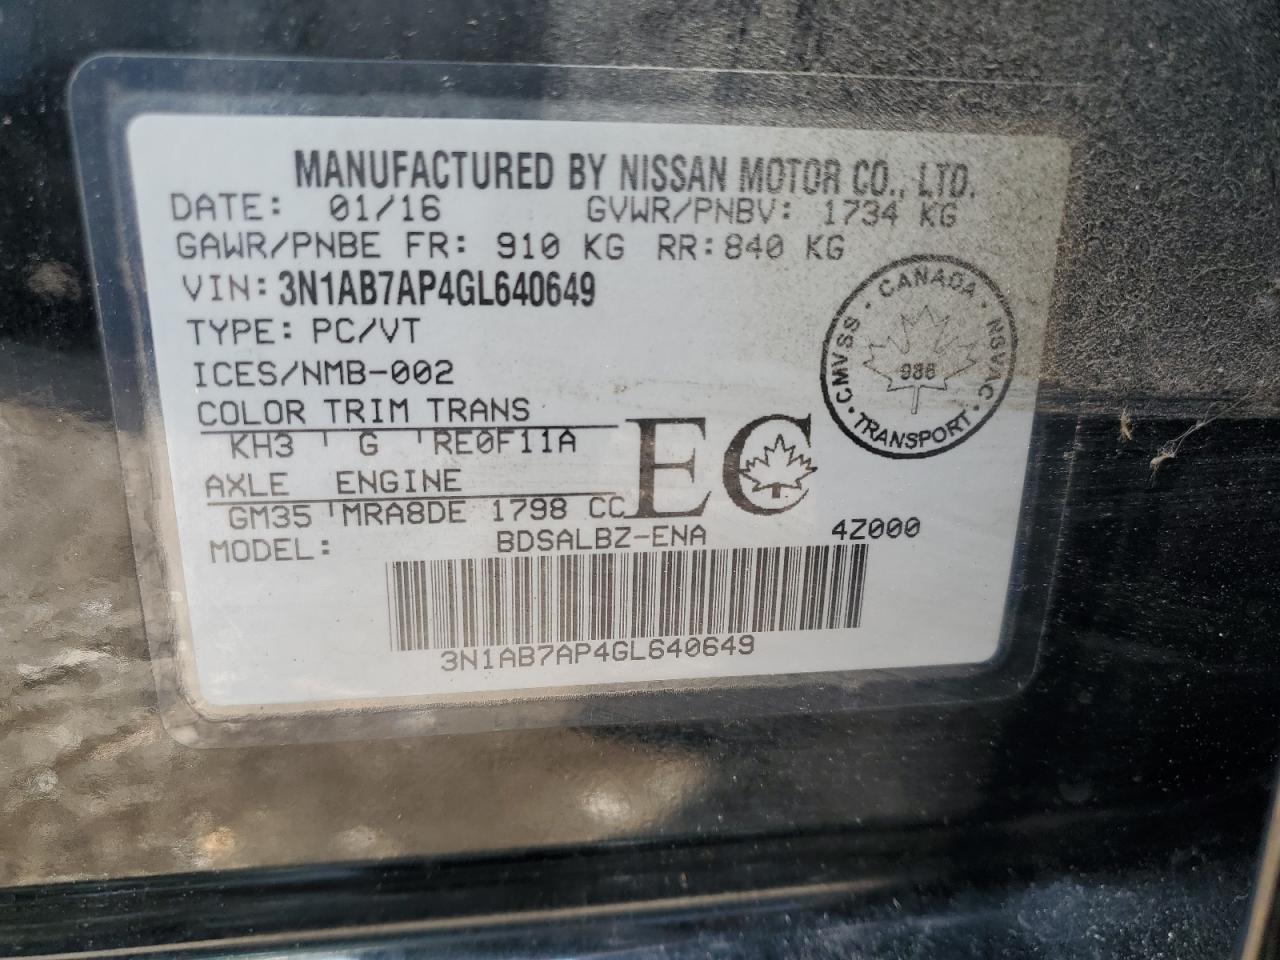 MANUFACTURED BY NISSAN MOTOR CO., LTD.
DATE: 01/16 GVWR/PNBV: 1734 KG
GAWR/PNBE FR: 910 KG RR: 840 KG
VIN: 3N1AB7AP4GL640649
TYPE: PC/VT
ICES/NMB-002
COLOR TRIM TRANS
KH3 ' G 'RE0F11A
AXLE ENGINE
GM35 'MRA8DE 1798 CC
MODEL: BDSALBZ-ENA 4Z000
3N1AB7AP4GL640649
EC
CANADA
CMVSS · NSVAC
TRANSPORT